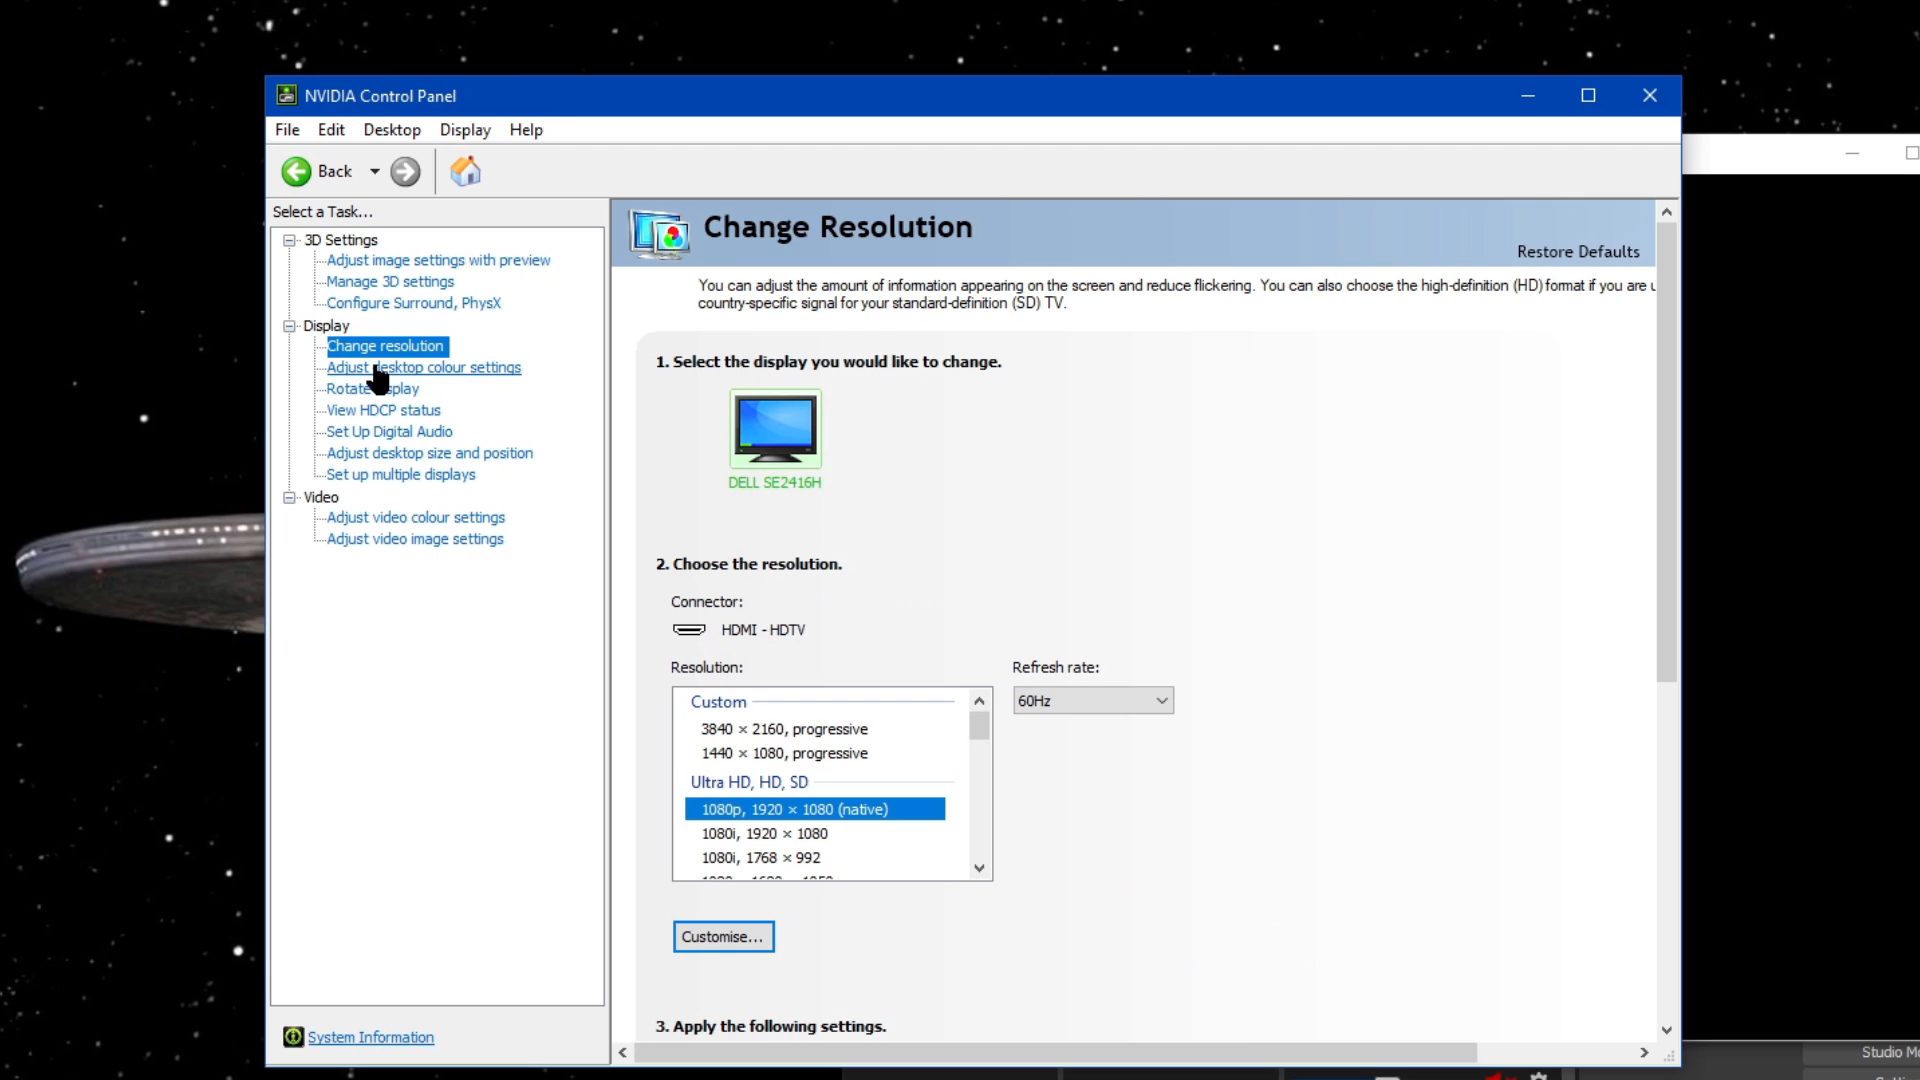 NVIDIA Control Panel
File Edit Desktop Display Help
Back
Select a Task...
3D Settings
Adjust image settings with preview
Manage 3D settings
Configure Surround, PhysX
Display
Change resolution
Adjust desktop colour settings
Rotate display
View HDCP status
Set Up Digital Audio
Adjust desktop size and position
Set up multiple displays
Video
Adjust video colour settings
Adjust video image settings
System Information
Change Resolution
Restore Defaults
You can adjust the amount of information appearing on the screen and reduce flickering. You can also choose the high-definition (HD) format if you are
country-specific signal for your standard-definition (SD) TV.
1. Select the display you would like to change.
DELL SE2416H
2. Choose the resolution.
Connector:
HDMI - HDTV
Resolution:
Refresh rate:
Custom
60Hz
3840 × 2160, progressive
1440 × 1080, progressive
Ultra HD, HD, SD
1080p, 1920 × 1080 (native)
1080i, 1920 × 1080
1080i, 1768 × 992
Customise...
3. Apply the following settings.
Studio